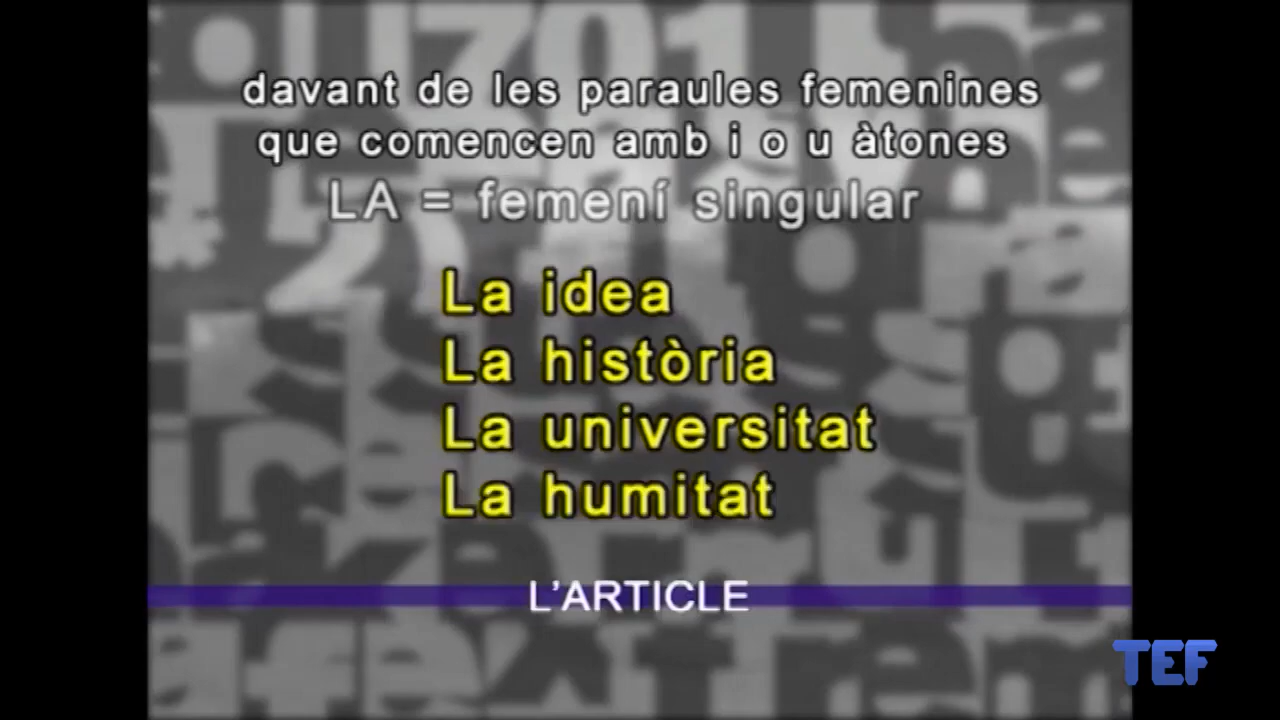 davant de les paraules femenines
que comencen amb i o u àtones
LA = femení singular
La idea
La història
La universitat
La humitat
L'ARTICLE
TEF